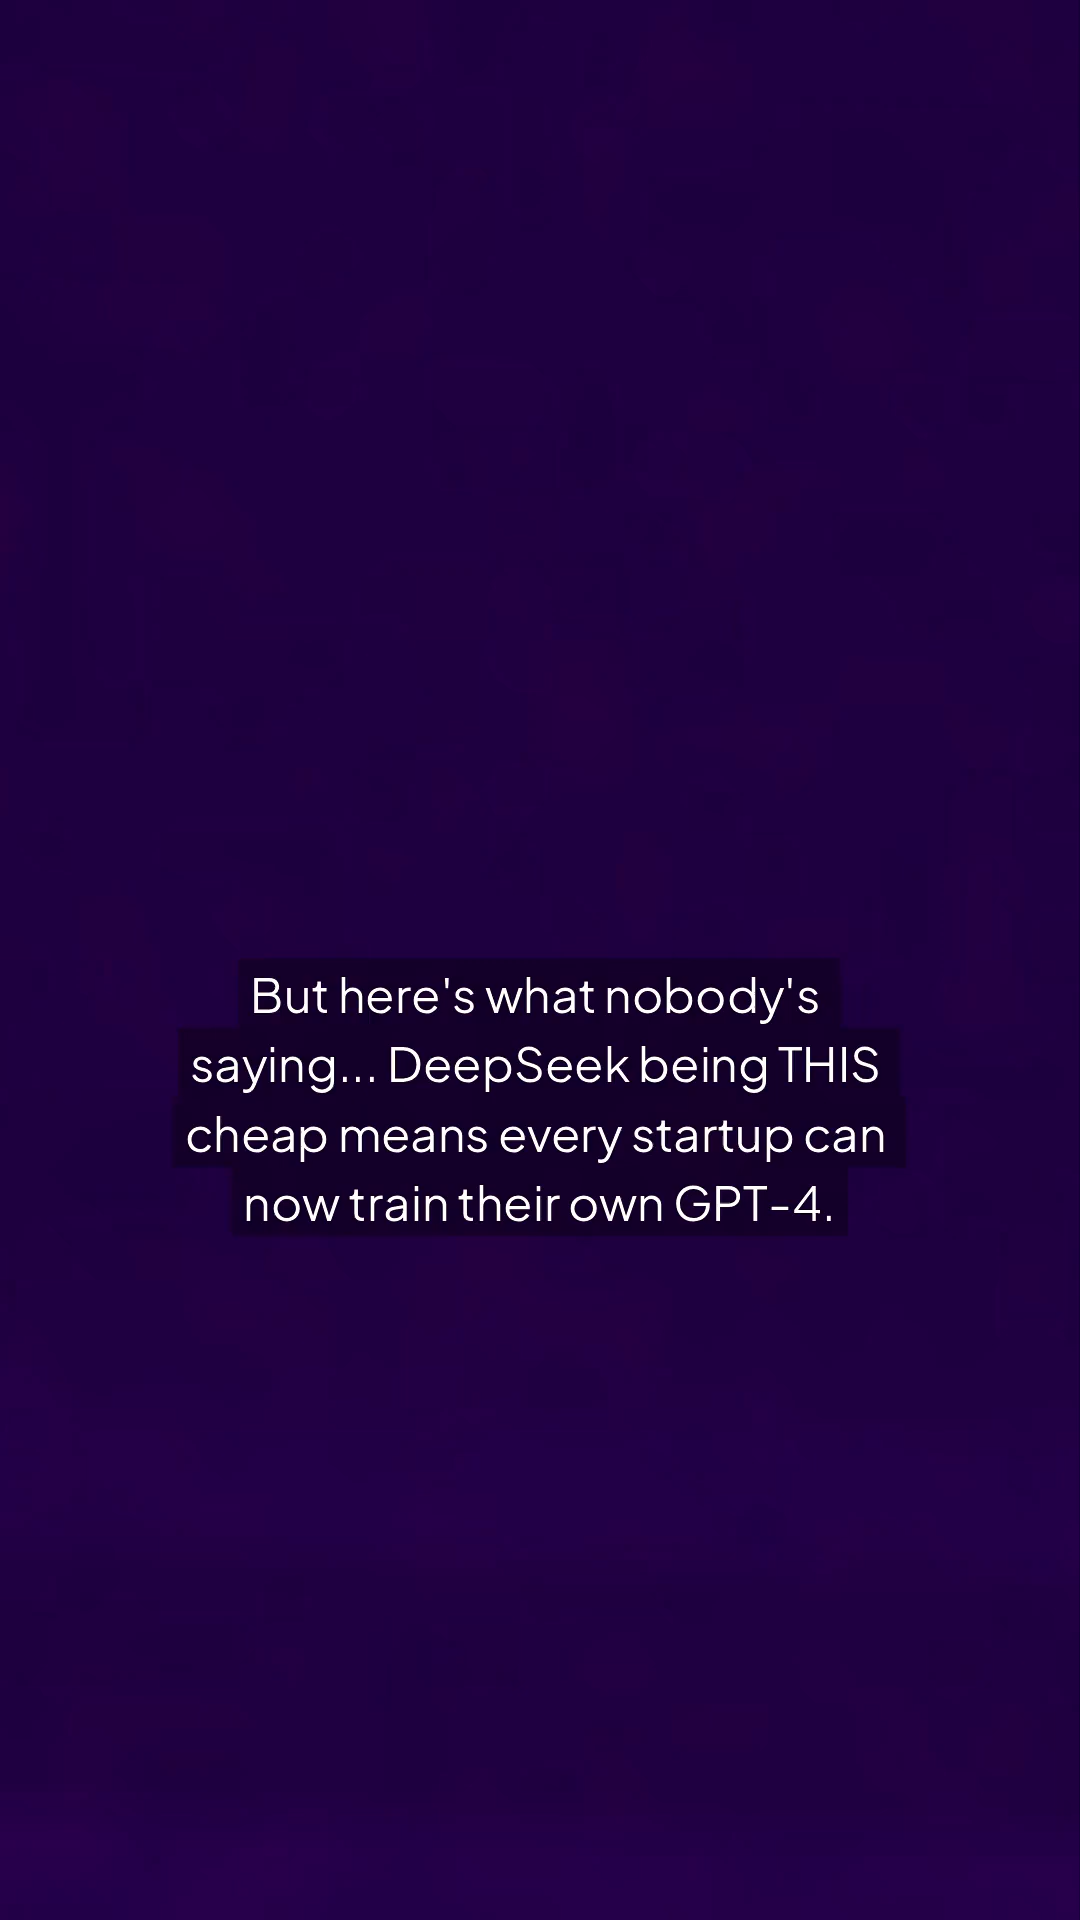 But here's what nobody's
saying... DeepSeek being THIS
cheap means every startup can
now train their own GPT-4.